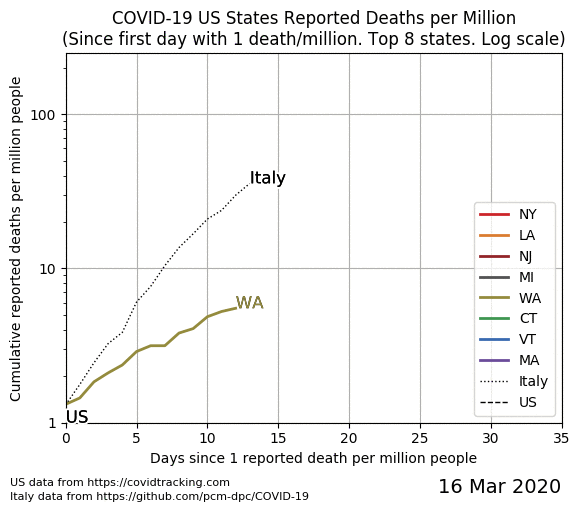 COVID-19 US States Reported Deaths per Million
(Since first day with 1 death/million. Top 8 states. Log scale)
Cumulative reported deaths per million people
100
10
1
Italy
WA
US
NY
LA
NJ
MI
WA
CT
VT
MA
Italy
US
0 5 10 15 20 25 30 35
Days since 1 reported death per million people
US data from https://covidtracking.com
Italy data from https://github.com/pcm-dpc/COVID-19
16 Mar 2020